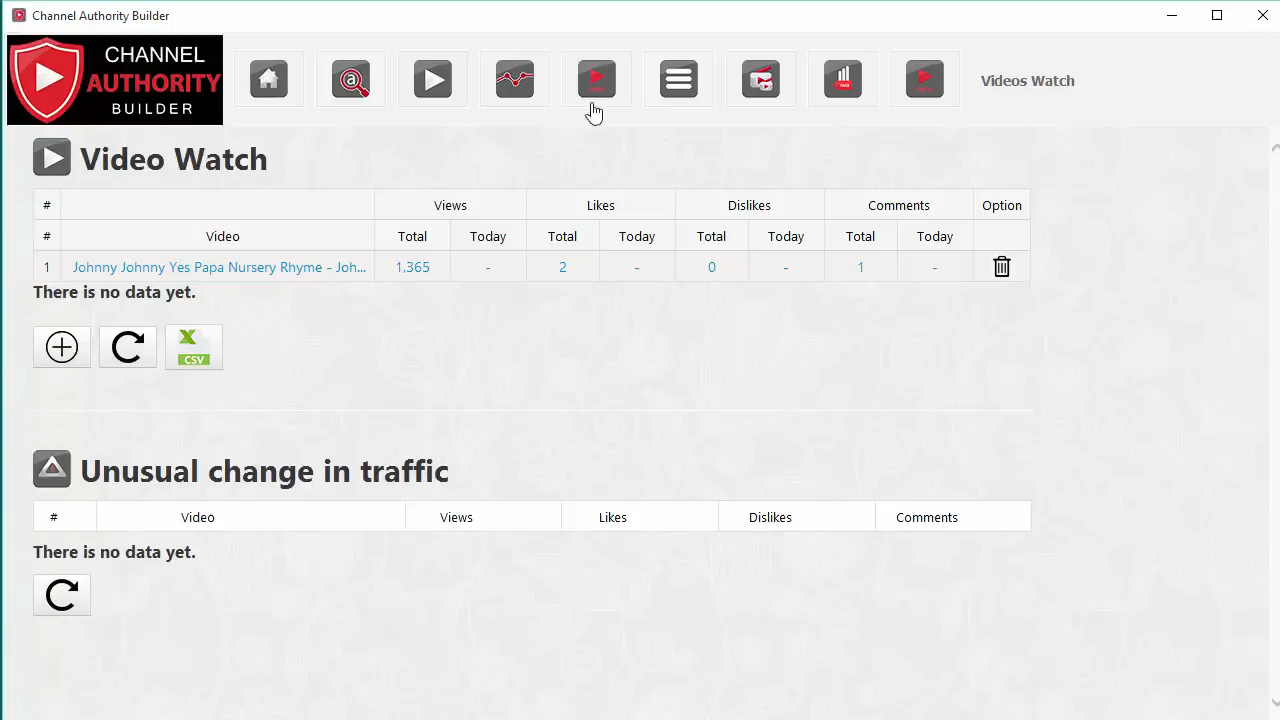 Channel Authority Builder
CHANNEL
AUTHORITY
BUILDER
Videos Watch
Video Watch
# Views Likes Dislikes Comments Option
# Video Total Today Total Today Total Today Total Today
1 Johnny Johnny Yes Papa Nursery Rhyme - Joh... 1,365 - 2 - 0 - 1 -
There is no data yet.
X
CSV
Unusual change in traffic
# Video Views Likes Dislikes Comments
There is no data yet.